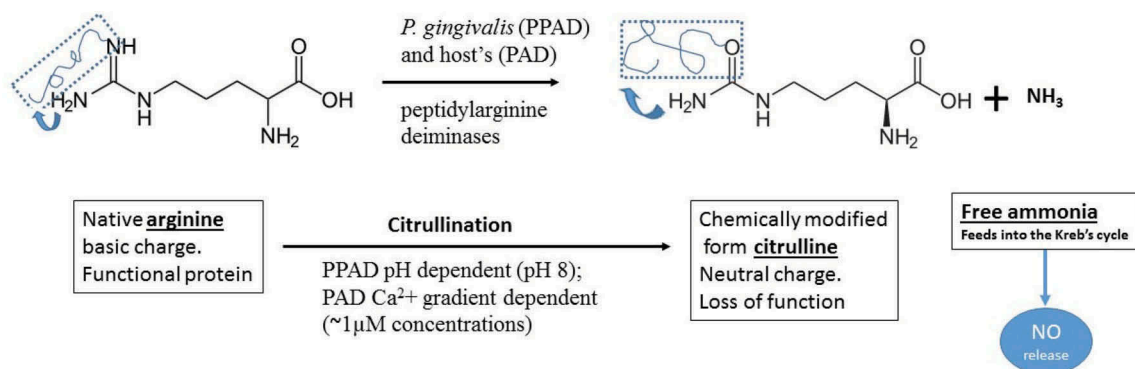 NH
H₂N
N
H
O
OH
NH₂
P. gingivalis (PPAD)
and host's (PAD)
peptidylarginine
deiminases
O
H₂N
N
H
O
OH
NH₂
+ NH₃
Native arginine
basic charge.
Functional protein
Citrullination
PPAD pH dependent (pH 8);
PAD Ca²⁺ gradient dependent
(~1µM concentrations)
Chemically modified
form citrulline
Neutral charge.
Loss of function
Free ammonia
Feeds into the Kreb's cycle
NO
release